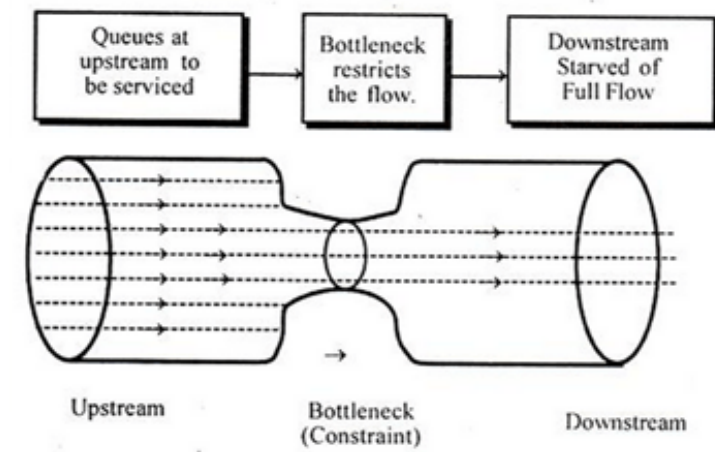 Queues at
upstream to
be serviced
Bottleneck
restricts
the flow.
Downstream
Starved of
Full Flow
Upstream
Bottleneck
(Constraint)
Downstream